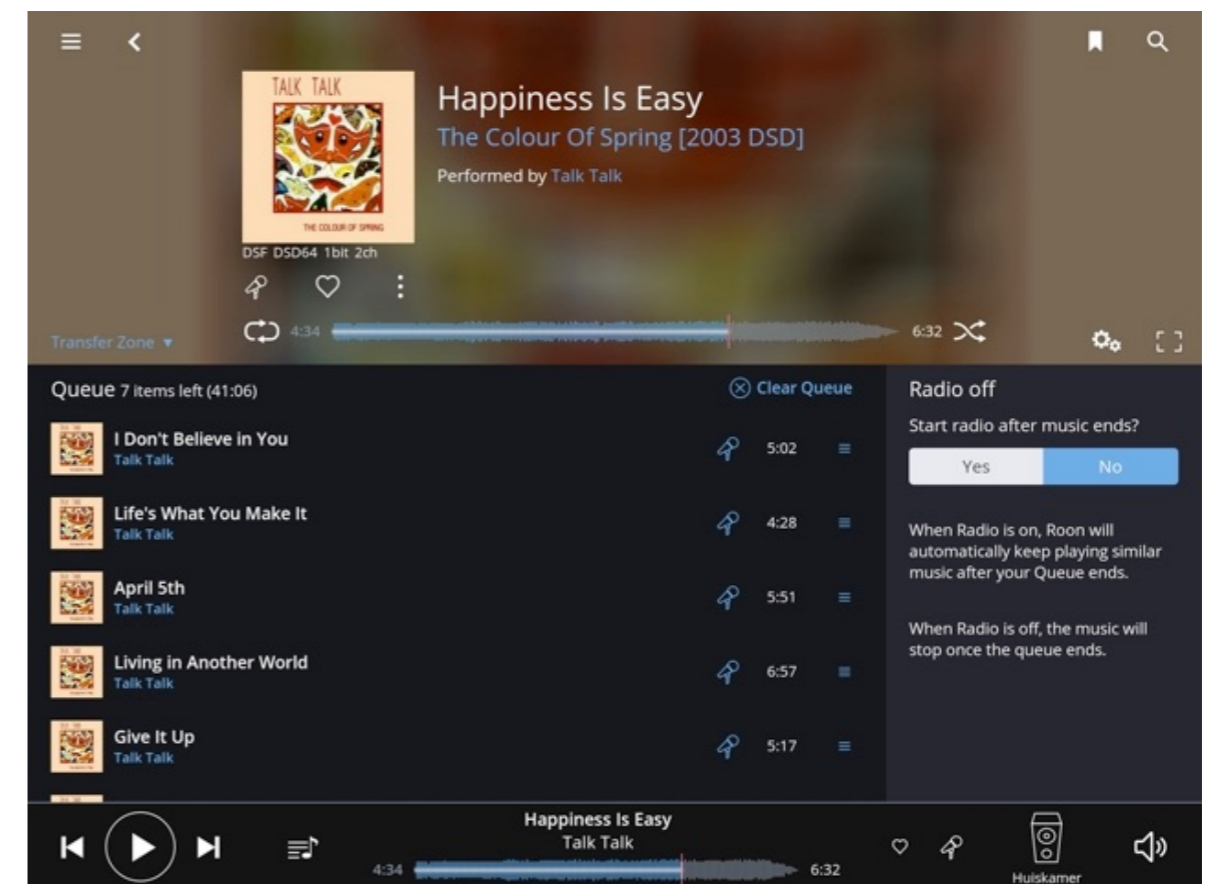 TALK TALK
THE COLOUR OF SPRING
Happiness Is Easy
The Colour Of Spring [2003 DSD]
Performed by Talk Talk
DSF DSD64 1bit 2ch
Transfer Zone
4:34
6:32
Queue 7 items left (41:06)
Clear Queue
I Don't Believe in You
Talk Talk
5:02
Life's What You Make It
Talk Talk
4:28
April 5th
Talk Talk
5:51
Living in Another World
Talk Talk
6:57
Give It Up
Talk Talk
5:17
Radio off
Start radio after music ends?
Yes
No
When Radio is on, Roon will
automatically keep playing similar
music after your Queue ends.
When Radio is off, the music will
stop once the queue ends.
Happiness Is Easy
Talk Talk
4:34
6:32
Huiskamer